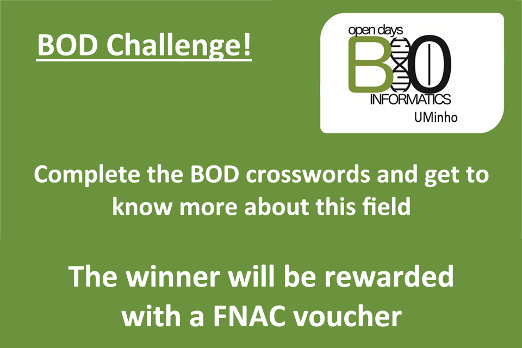 BOD Challenge!
open days
BIO
INFORMATICS
UMinho
Complete the BOD crosswords and get to
know more about this field
The winner will be rewarded
with a FNAC voucher